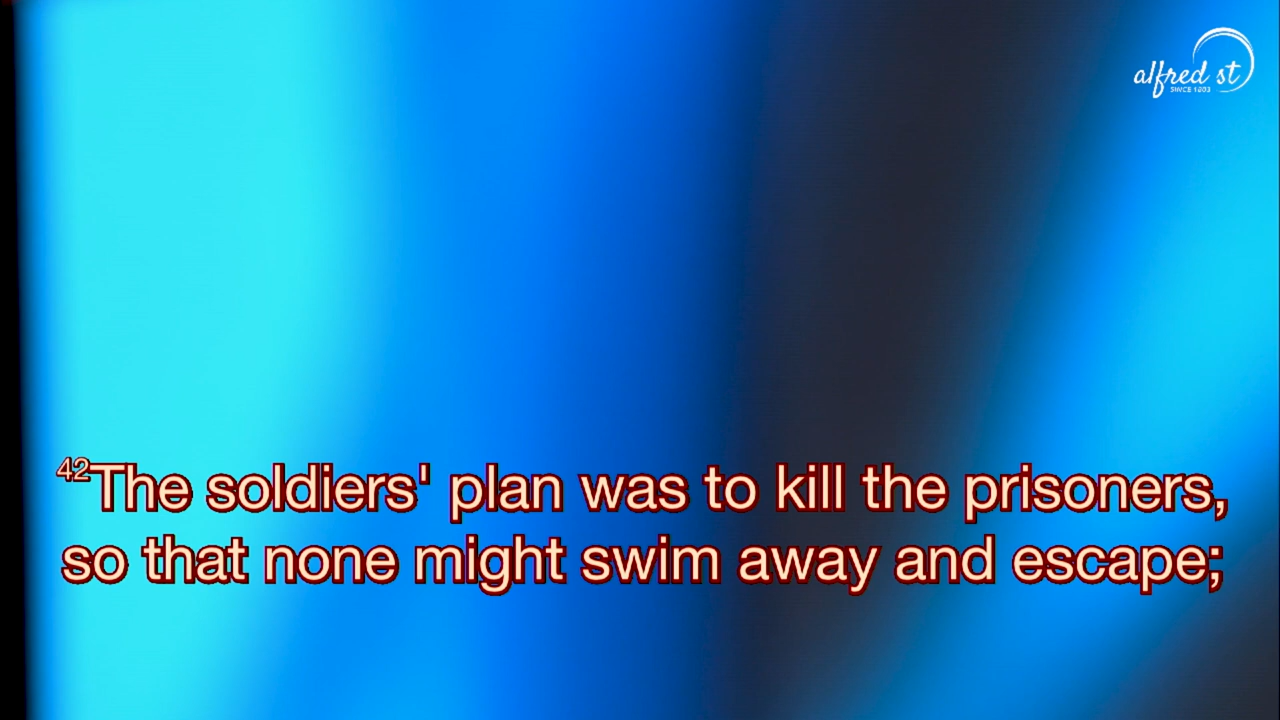 alfred st
SINCE 1803
42The soldiers' plan was to kill the prisoners,
so that none might swim away and escape;